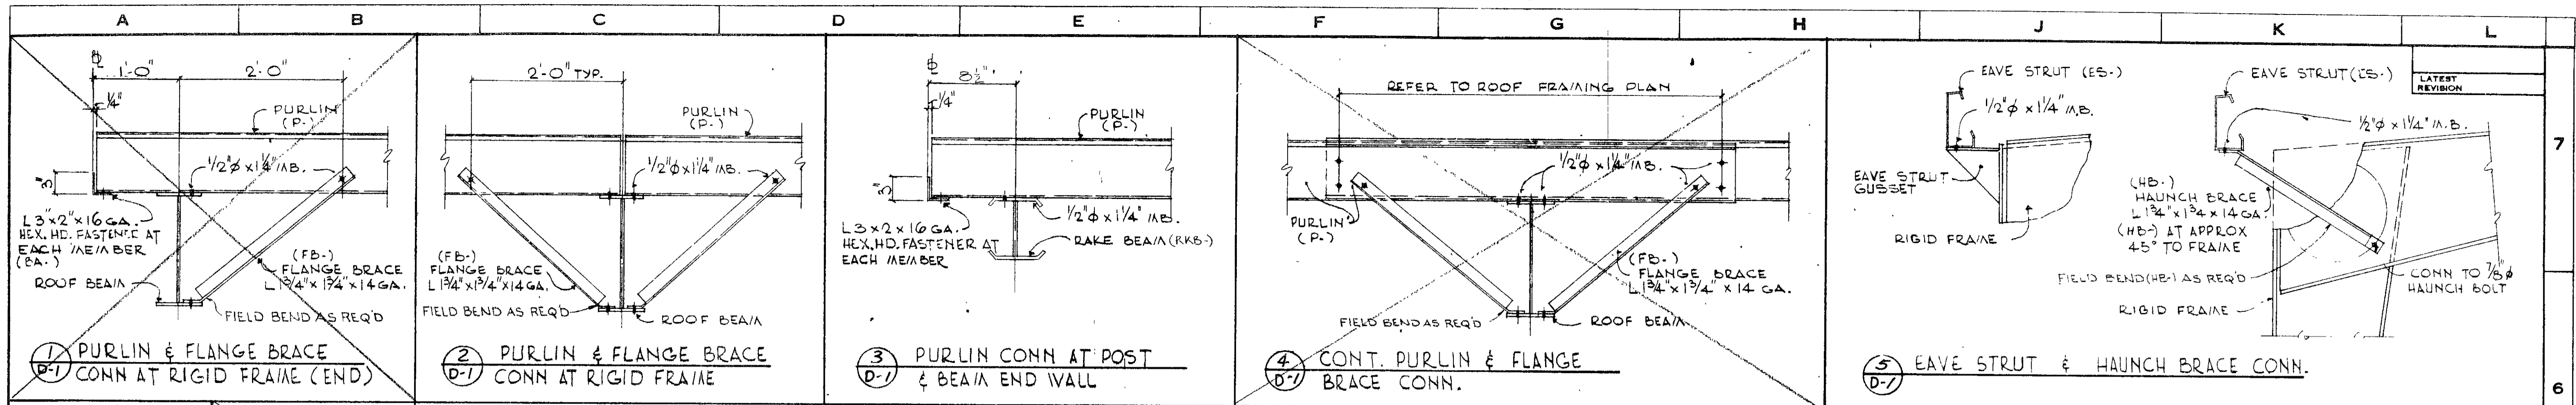 A B C D E F G H J K L
LATEST
REVISION
7
6
℄
1'-0"
2'-0"
1/4"
PURLIN
(P-)
1/2"φ x 1 1/4" M.B.
3"
L 3"x2"x16 GA.
HEX. HD. FASTENER AT
EACH MEMBER
(BA-)
ROOF BEAM
(FB-)
FLANGE BRACE
L 1 3/4" x 1 3/4" x 14 GA.
FIELD BEND AS REQ'D
1
D-1
PURLIN & FLANGE BRACE
CONN AT RIGID FRAME (END)
2'-0" TYP.
PURLIN
(P-)
1/2"φ x 1 1/4" M.B.
(FB-)
FLANGE BRACE
L 1 3/4" x 1 3/4" x 14 GA.
FIELD BEND AS REQ'D
ROOF BEAM
2
D-1
PURLIN & FLANGE BRACE
CONN AT RIGID FRAME
℄
8 1/2"
1/4"
PURLIN
(P-)
3"
L 3 x 2 x 16 GA.
HEX. HD. FASTENER AT
EACH MEMBER
1/2"φ x 1 1/4" M.B.
RAKE BEAM (RKB-)
3
D-1
PURLIN CONN AT POST
& BEAM END WALL
REFER TO ROOF FRAMING PLAN
1/2"φ x 1 1/4" M.B.
PURLIN
(P-)
(FB-)
FLANGE BRACE
L 1 3/4" x 1 3/4" x 14 GA.
FIELD BEND AS REQ'D
ROOF BEAM
4
D-1
CONT. PURLIN & FLANGE
BRACE CONN.
EAVE STRUT (ES-)
1/2"φ x 1 1/4" M.B.
EAVE STRUT
GUSSET
RIGID FRAME
EAVE STRUT (ES-)
1/2"φ x 1 1/4" M.B.
(HB-)
HAUNCH BRACE
L 1 3/4" x 1 3/4 x 14 GA.
(HB-) AT APPROX
45° TO FRAME
FIELD BEND (HB-) AS REQ'D
CONN TO 7/8"φ
HAUNCH BOLT
RIGID FRAME
5
D-1
EAVE STRUT & HAUNCH BRACE CONN.